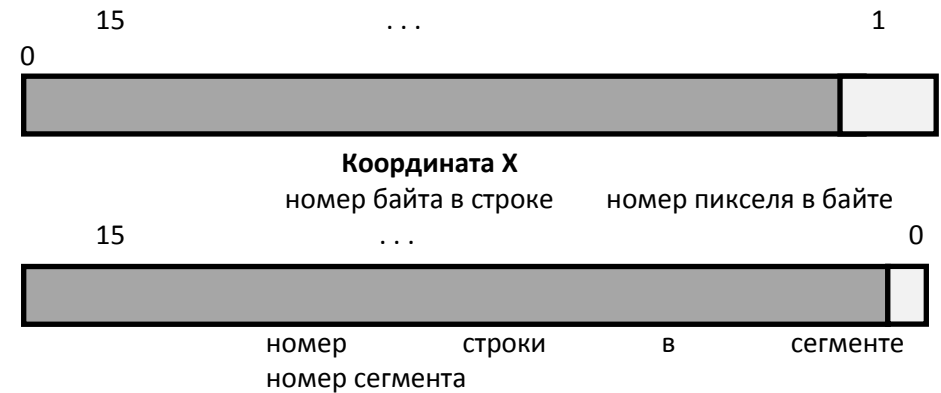 15 . . . 1
0
Координата X
номер байта в строке номер пикселя в байте
15 . . . 0
номер строки в сегменте
номер сегмента